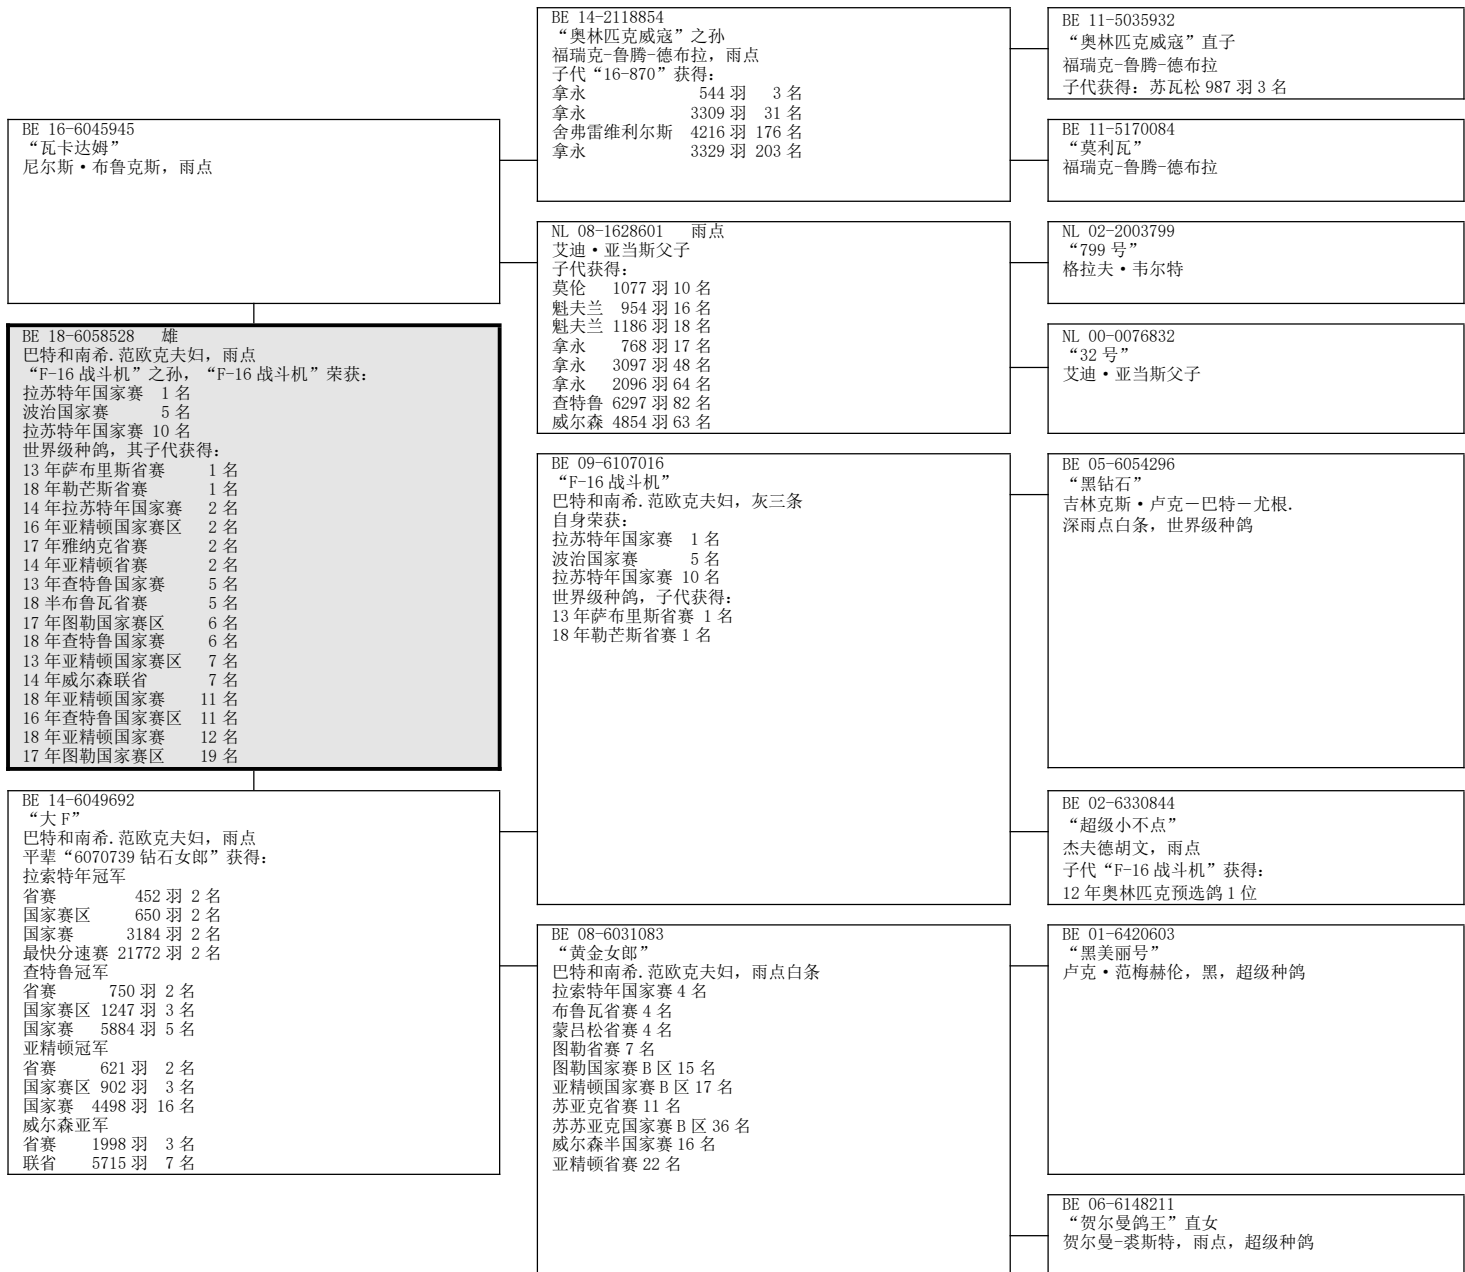 BE 16-6045945
“瓦卡达姆”
尼尔斯·布鲁克斯，雨点
BE 18-6058528 雄
巴特和南希.范欧克夫妇，雨点
“F-16 战斗机”之孙，“F-16 战斗机”荣获：
拉苏特年国家赛 1 名
波治国家赛 5 名
拉苏特年国家赛 10 名
世界级种鸽，其子代获得：
13 年萨布里斯省赛 1 名
18 年勒芒斯省赛 1 名
14 年拉苏特年国家赛 2 名
16 年亚精顿国家赛区 2 名
17 年雅纳克省赛 2 名
14 年亚精顿省赛 2 名
13 年查特鲁国家赛 5 名
18 半布鲁瓦省赛 5 名
17 年图勒国家赛区 6 名
18 年查特鲁国家赛 6 名
13 年亚精顿国家赛区 7 名
14 年威尔森联省 7 名
18 年亚精顿国家赛 11 名
16 年查特鲁国家赛区 11 名
18 年亚精顿国家赛 12 名
17 年图勒国家赛区 19 名
BE 14-6049692
“大 F”
巴特和南希.范欧克夫妇，雨点
平辈“6070739 钻石女郎”获得：
拉索特年冠军
省赛 452 羽 2 名
国家赛区 650 羽 2 名
国家赛 3184 羽 2 名
最快分速赛 21772 羽 2 名
查特鲁冠军
省赛 750 羽 2 名
国家赛区 1247 羽 3 名
国家赛 5884 羽 5 名
亚精顿冠军
省赛 621 羽 2 名
国家赛区 902 羽 3 名
国家赛 4498 羽 16 名
威尔森亚军
省赛 1998 羽 3 名
联省 5715 羽 7 名
BE 14-2118854
“奥林匹克威寇”之孙
福瑞克-鲁腾-德布拉，雨点
子代“16-870”获得：
拿永 544 羽 3 名
拿永 3309 羽 31 名
舍弗雷维利尔斯 4216 羽 176 名
拿永 3329 羽 203 名
NL 08-1628601 雨点
艾迪·亚当斯父子
子代获得：
莫伦 1077 羽 10 名
魁夫兰 954 羽 16 名
魁夫兰 1186 羽 18 名
拿永 768 羽 17 名
拿永 3097 羽 48 名
拿永 2096 羽 64 名
查特鲁 6297 羽 82 名
威尔森 4854 羽 63 名
BE 09-6107016
“F-16 战斗机”
巴特和南希.范欧克夫妇，灰三条
自身荣获：
拉苏特年国家赛 1 名
波治国家赛 5 名
拉苏特年国家赛 10 名
世界级种鸽，子代获得：
13 年萨布里斯省赛 1 名
18 年勒芒斯省赛 1 名
BE 08-6031083
“黄金女郎”
巴特和南希.范欧克夫妇，雨点白条
拉索特年国家赛 4 名
布鲁瓦省赛 4 名
蒙吕松省赛 4 名
图勒省赛 7 名
图勒国家赛 B 区 15 名
亚精顿国家赛 B 区 17 名
苏亚克省赛 11 名
苏苏亚克国家赛 B 区 36 名
威尔森半国家赛 16 名
亚精顿省赛 22 名
BE 11-5035932
“奥林匹克威寇”直子
福瑞克-鲁腾-德布拉
子代获得：苏瓦松 987 羽 3 名
BE 11-5170084
“莫利瓦”
福瑞克-鲁腾-德布拉
NL 02-2003799
“799 号”
格拉夫·韦尔特
NL 00-0076832
“32 号”
艾迪·亚当斯父子
BE 05-6054296
“黑钻石”
吉林克斯·卢克－巴特－尤根.
深雨点白条，世界级种鸽
BE 02-6330844
“超级小不点”
杰夫德胡文，雨点
子代“F-16 战斗机”获得：
12 年奥林匹克预选鸽 1 位
BE 01-6420603
“黑美丽号”
卢克·范梅赫伦，黑，超级种鸽
BE 06-6148211
“贺尔曼鸽王”直女
贺尔曼-裘斯特，雨点，超级种鸽